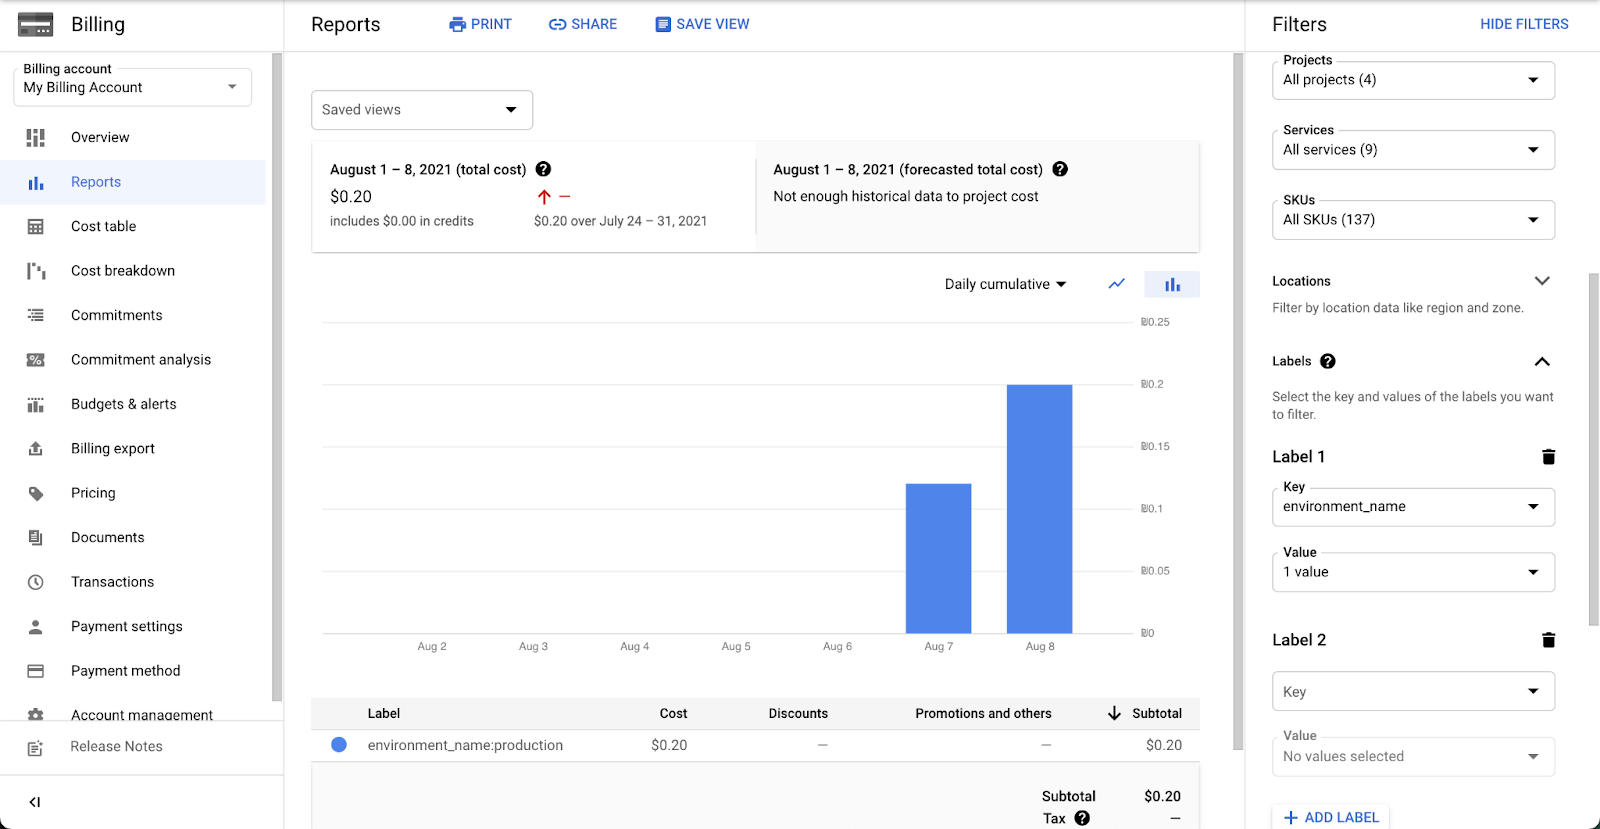 Billing
Billing account
My Billing Account
Overview
Reports
Cost table
Cost breakdown
Commitments
Commitment analysis
Budgets & alerts
Billing export
Pricing
Documents
Transactions
Payment settings
Payment method
Account management
Release Notes
Reports
PRINT
SHARE
SAVE VIEW
Saved views
August 1 – 8, 2021 (total cost)
$0.20
–
includes $0.00 in credits
$0.20 over July 24 – 31, 2021
August 1 – 8, 2021 (forecasted total cost)
Not enough historical data to project cost
Daily cumulative
0.25
0.2
0.15
0.1
0.05
0
Aug 2 Aug 3 Aug 4 Aug 5 Aug 6 Aug 7 Aug 8
Label Cost Discounts Promotions and others Subtotal
environment_name:production $0.20 — — $0.20
Subtotal $0.20
Tax —
Filters
HIDE FILTERS
Projects
All projects (4)
Services
All services (9)
SKUs
All SKUs (137)
Locations
Filter by location data like region and zone.
Labels
Select the key and values of the labels you want
to filter.
Label 1
Key
environment_name
Value
1 value
Label 2
Key
Value
No values selected
ADD LABEL